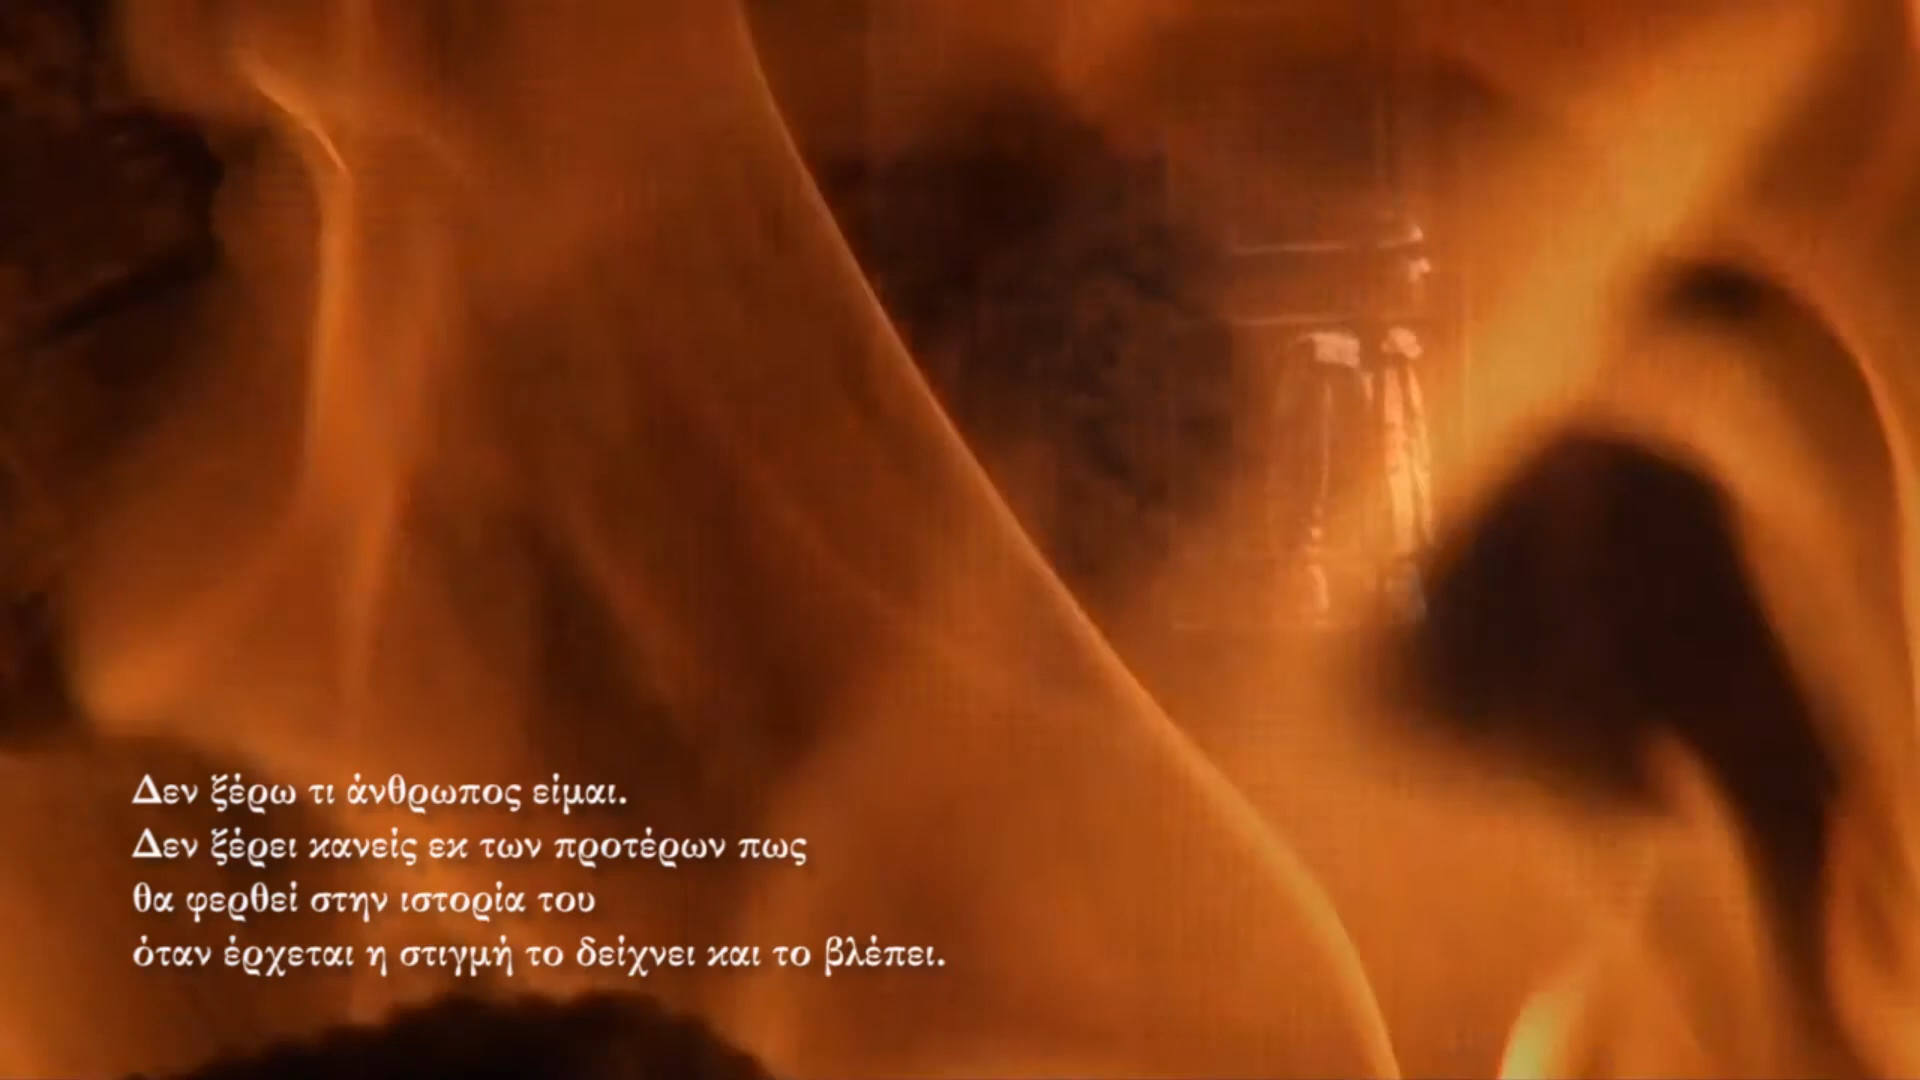 Δεν ξέρω τι άνθρωπος είμαι.
Δεν ξέρει κανείς εκ των προτέρων πως
θα φερθεί στην ιστορία του
όταν έρχεται η στιγμή το δείχνει και το βλέπει.